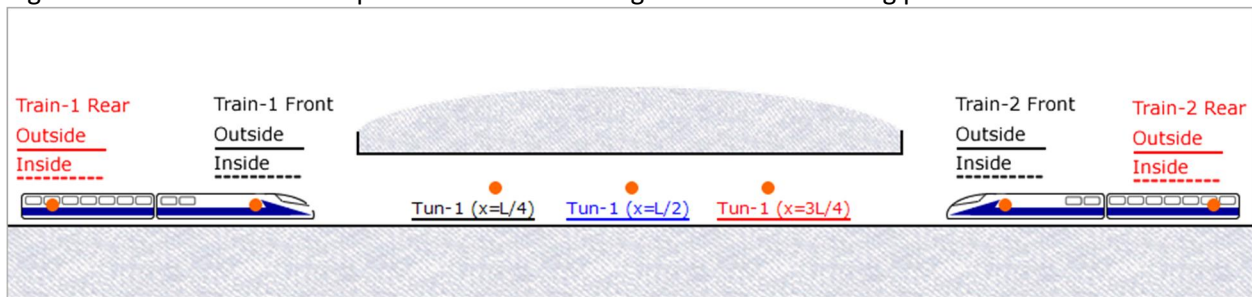 Train-1 Rear
Outside
Inside
Train-1 Front
Outside
Inside
Tun-1 (x=L/4)
Tun-1 (x=L/2)
Tun-1 (x=3L/4)
Train-2 Front
Outside
Inside
Train-2 Rear
Outside
Inside